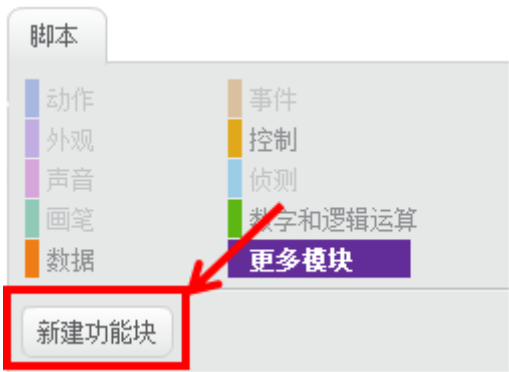 脚本
动作 事件
外观 控制
声音 侦测
画笔 数字和逻辑运算
数据 更多模块
新建功能块